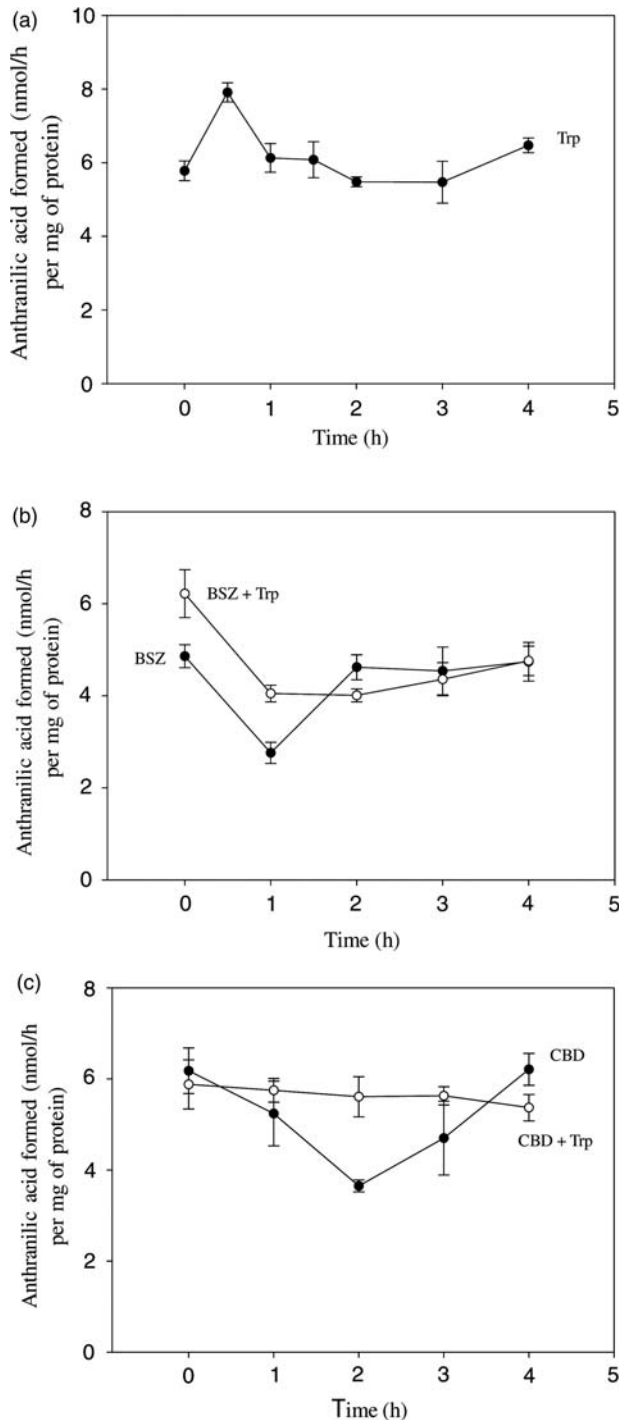 (a)
Anthranilic acid formed (nmol/h
per mg of protein)
10
8
6
4
2
0
Trp
0 1 2 3 4 5
Time (h)
(b)
Anthranilic acid formed (nmol/h
per mg of protein)
8
6
4
2
0
BSZ + Trp
BSZ
0 1 2 3 4 5
Time (h)
(c)
Anthranilic acid formed (nmol/h
per mg of protein)
8
6
4
2
0
CBD
CBD + Trp
0 1 2 3 4 5
Time (h)